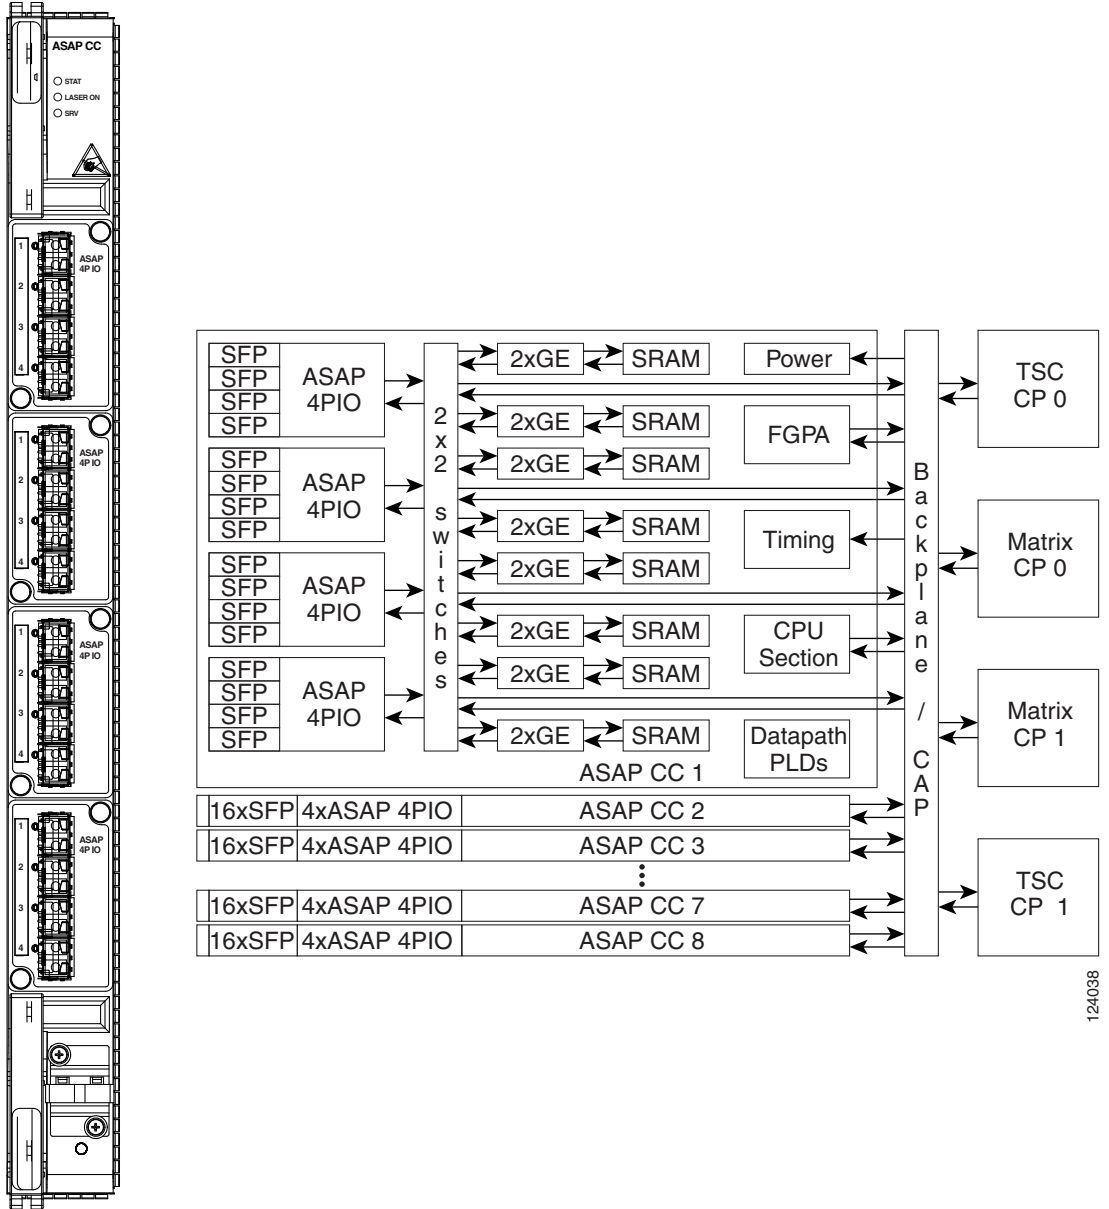 ASAP CC
STAT
LASER ON
SRV
1
2
3
4
ASAP
4P IO
1
2
3
4
ASAP
4P IO
1
2
3
4
ASAP
4P IO
1
2
3
4
ASAP
4P IO
SFP
SFP
SFP
SFP
ASAP
4PIO
SFP
SFP
SFP
SFP
ASAP
4PIO
SFP
SFP
SFP
SFP
ASAP
4PIO
SFP
SFP
SFP
SFP
ASAP
4PIO
2x2 switches
2xGE SRAM
2xGE SRAM
2xGE SRAM
2xGE SRAM
2xGE SRAM
2xGE SRAM
2xGE SRAM
2xGE SRAM
Power
FGPA
Timing
CPU
Section
Datapath
PLDs
ASAP CC 1
16xSFP 4xASAP 4PIO ASAP CC 2
16xSFP 4xASAP 4PIO ASAP CC 3
16xSFP 4xASAP 4PIO ASAP CC 7
16xSFP 4xASAP 4PIO ASAP CC 8
Backplane / CAP
TSC
CP 0
Matrix
CP 0
Matrix
CP 1
TSC
CP 1
124038